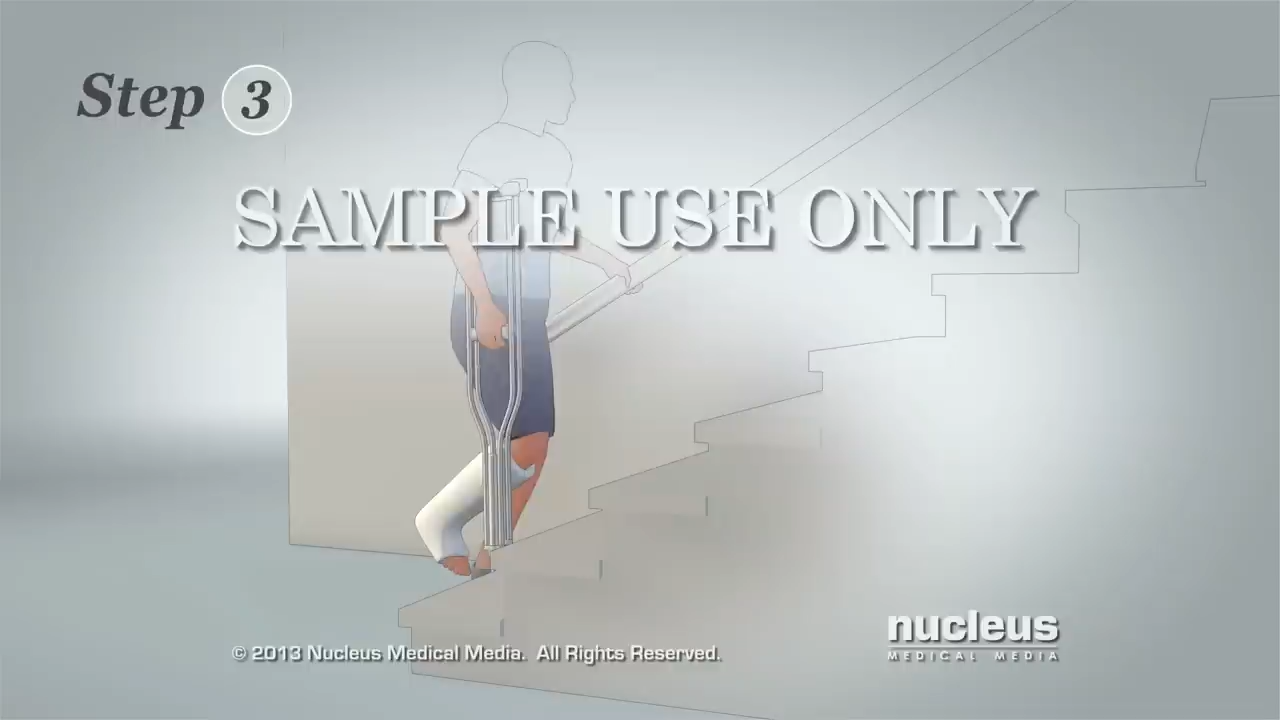 Step 3
SAMPLE USE ONLY
nucleus
MEDICAL MEDIA
© 2013 Nucleus Medical Media. All Rights Reserved.